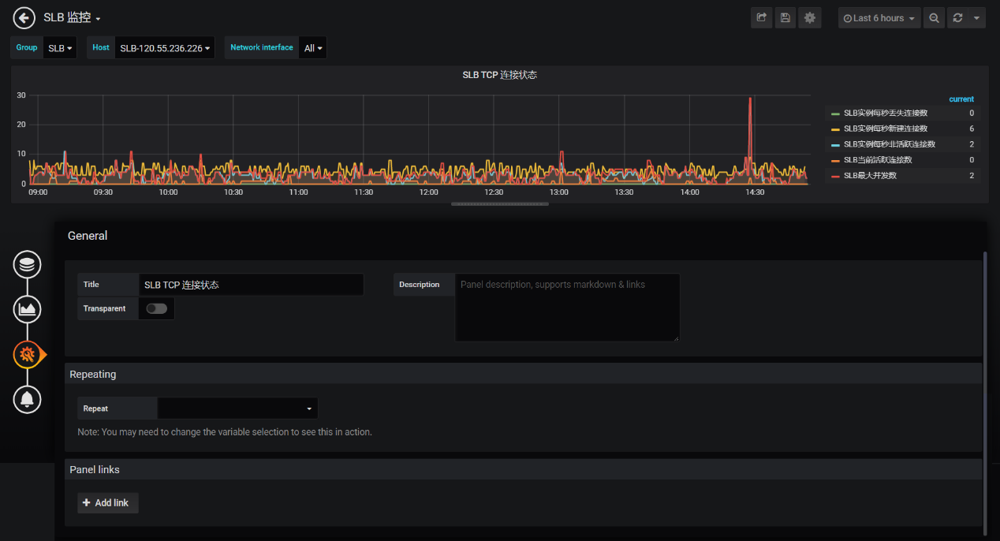 SLB 监控
Last 6 hours
Group SLB Host SLB-120.55.236.226 Network interface All
SLB TCP 连接状态
30
20
10
0
09:00 09:30 10:00 10:30 11:00 11:30 12:00 12:30 13:00 13:30 14:00 14:30
current
SLB实例每秒丢失连接数 0
SLB实例每秒新建连接数 6
SLB实例每秒非活跃连接数 2
SLB当前活跃连接数 0
SLB最大并发数 2
General
Title SLB TCP 连接状态
Description Panel description, supports markdown & links
Transparent
Repeating
Repeat
Note: You may need to change the variable selection to see this in action.
Panel links
+ Add link